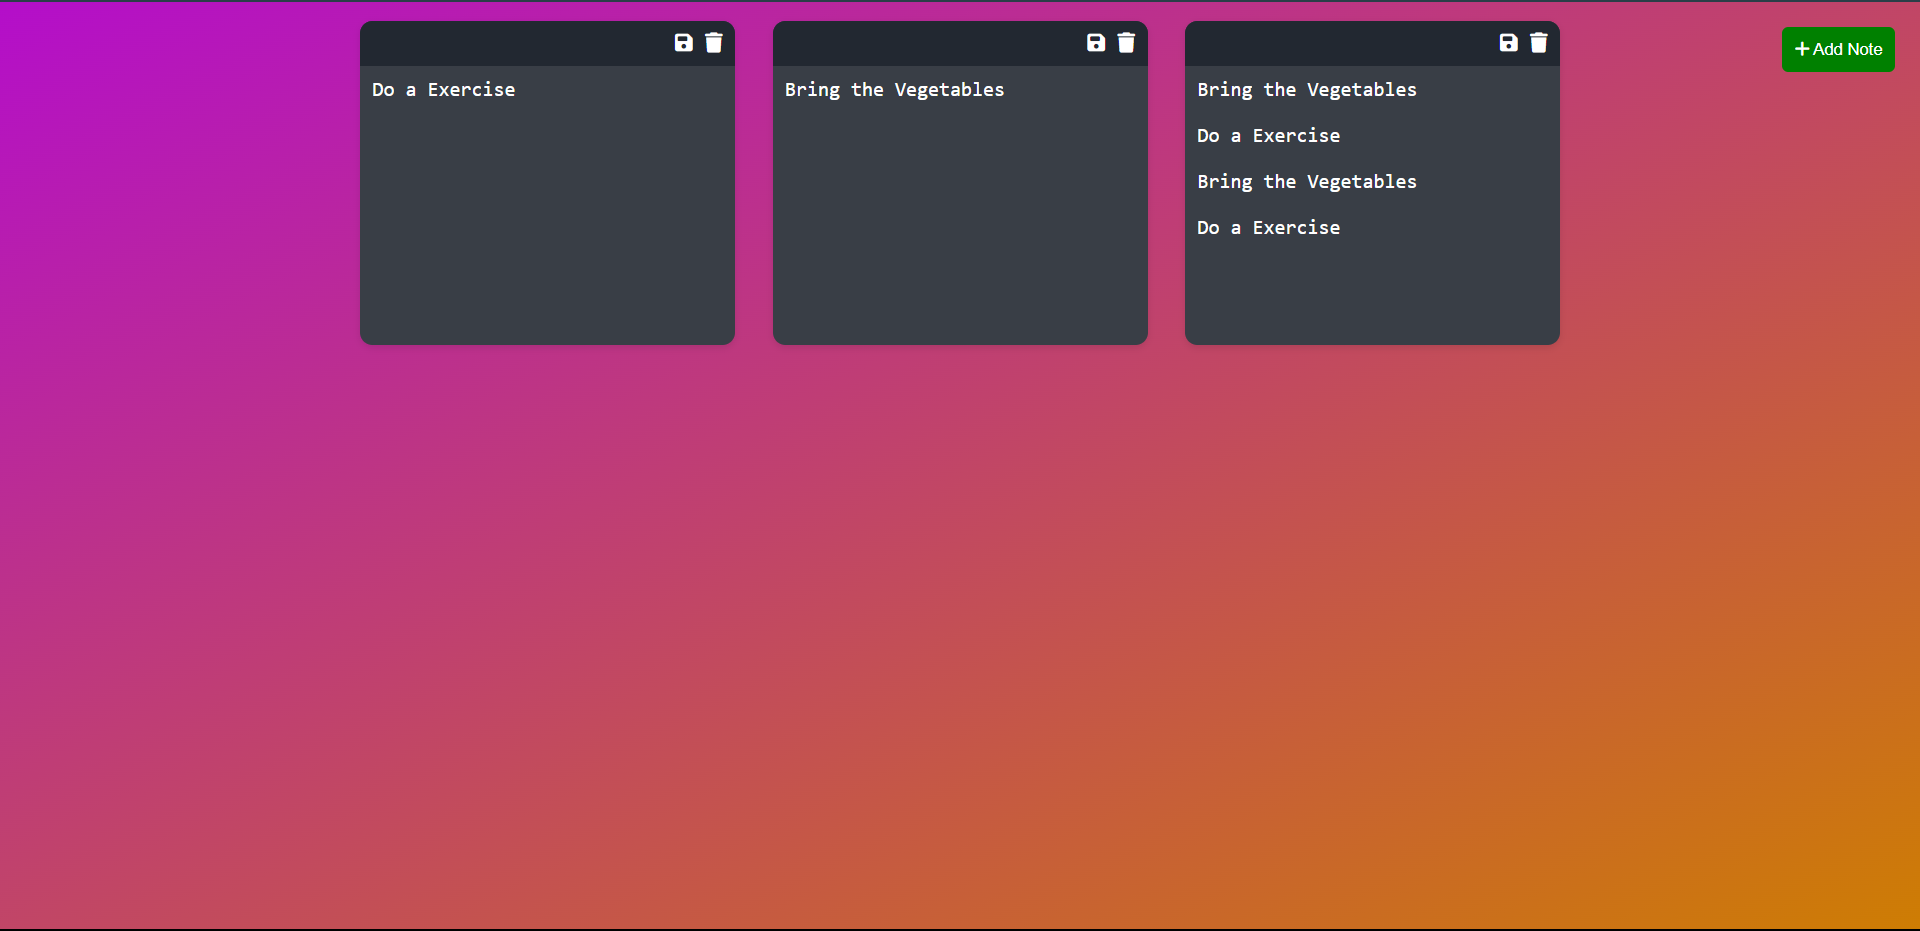 Do a Exercise
Bring the Vegetables
Bring the Vegetables
Do a Exercise
Bring the Vegetables
Do a Exercise
Add Note